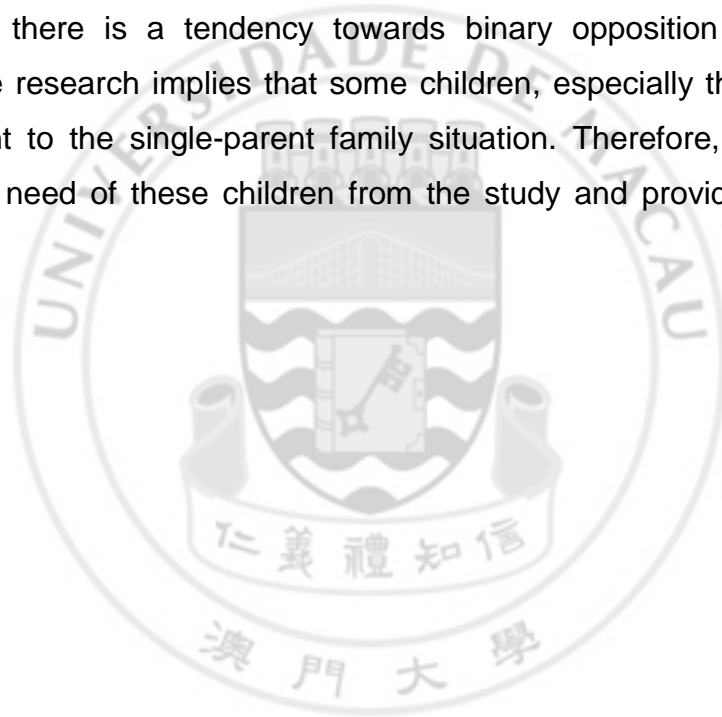 there is a tendency towards binary opposition
research implies that some children, especially
to the single-parent family situation. Therefore,
need of these children from the study and
UNIVERSIDADE DE MACAU
仁義禮知信
澳門大學